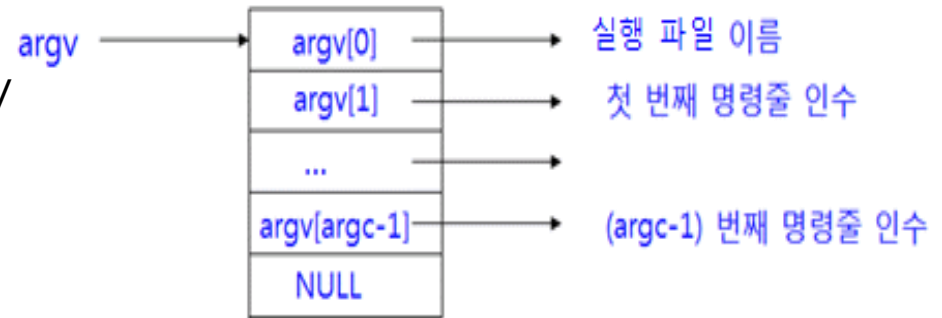 argv argv[0] 실행 파일 이름
/
argv[1] 첫 번째 명령줄 인수
...
argv[argc-1] (argc-1) 번째 명령줄 인수
NULL